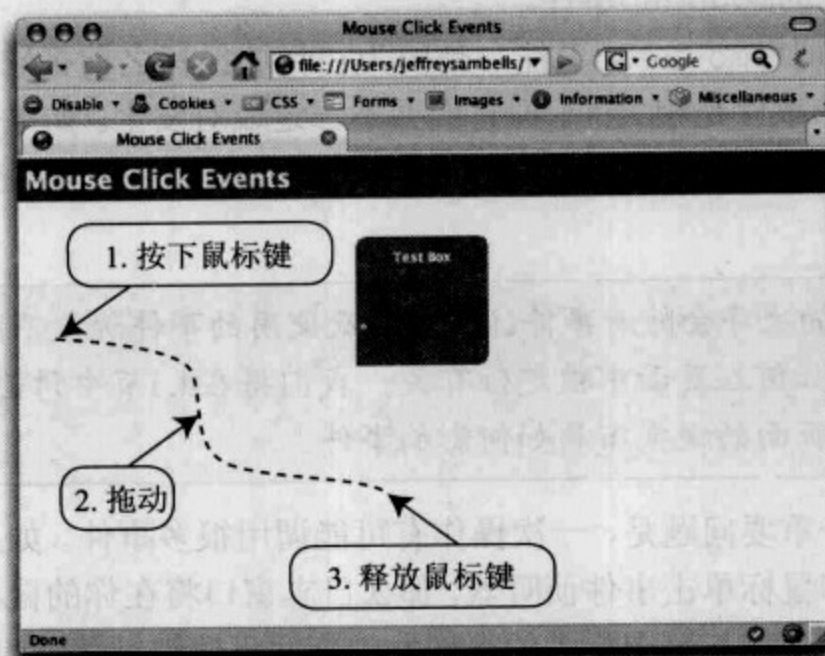 Mouse Click Events
file:///Users/jeffreysambells/
G Google
Disable Cookies CSS Forms Images Information Miscellaneous
Mouse Click Events
Mouse Click Events
1. 按下鼠标键
Test Box
2. 拖动
3. 释放鼠标键
Done